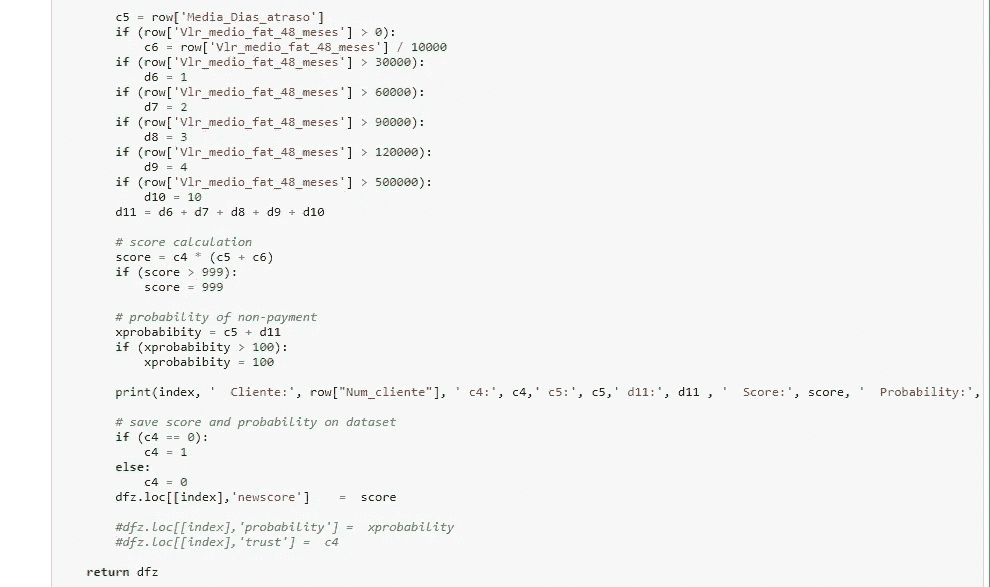 c5 = row['Media_Dias_atraso']
if (row['Vlr_medio_fat_48_meses'] > 0):
    c6 = row['Vlr_medio_fat_48_meses'] / 10000
if (row['Vlr_medio_fat_48_meses'] > 30000):
    d6 = 1
if (row['Vlr_medio_fat_48_meses'] > 60000):
    d7 = 2
if (row['Vlr_medio_fat_48_meses'] > 90000):
    d8 = 3
if (row['Vlr_medio_fat_48_meses'] > 120000):
    d9 = 4
if (row['Vlr_medio_fat_48_meses'] > 500000):
    d10 = 10
d11 = d6 + d7 + d8 + d9 + d10
# score calculation
score = c4 * (c5 + c6)
if (score > 999):
    score = 999
# probability of non-payment
xprobabibity = c5 + d11
if (xprobabibity > 100):
    xprobabibity = 100
print(index, '  Cliente:', row["Num_cliente"], ' c4:', c4,' c5:', c5,' d11:', d11 , '  Score:', score, '  Probability:',
# save score and probability on dataset
if (c4 == 0):
    c4 = 1
else:
    c4 = 0
dfz.loc[[index],'newscore']    =  score
#dfz.loc[[index],'probability'] =  xprobability
#dfz.loc[[index],'trust'] =  c4
return dfz